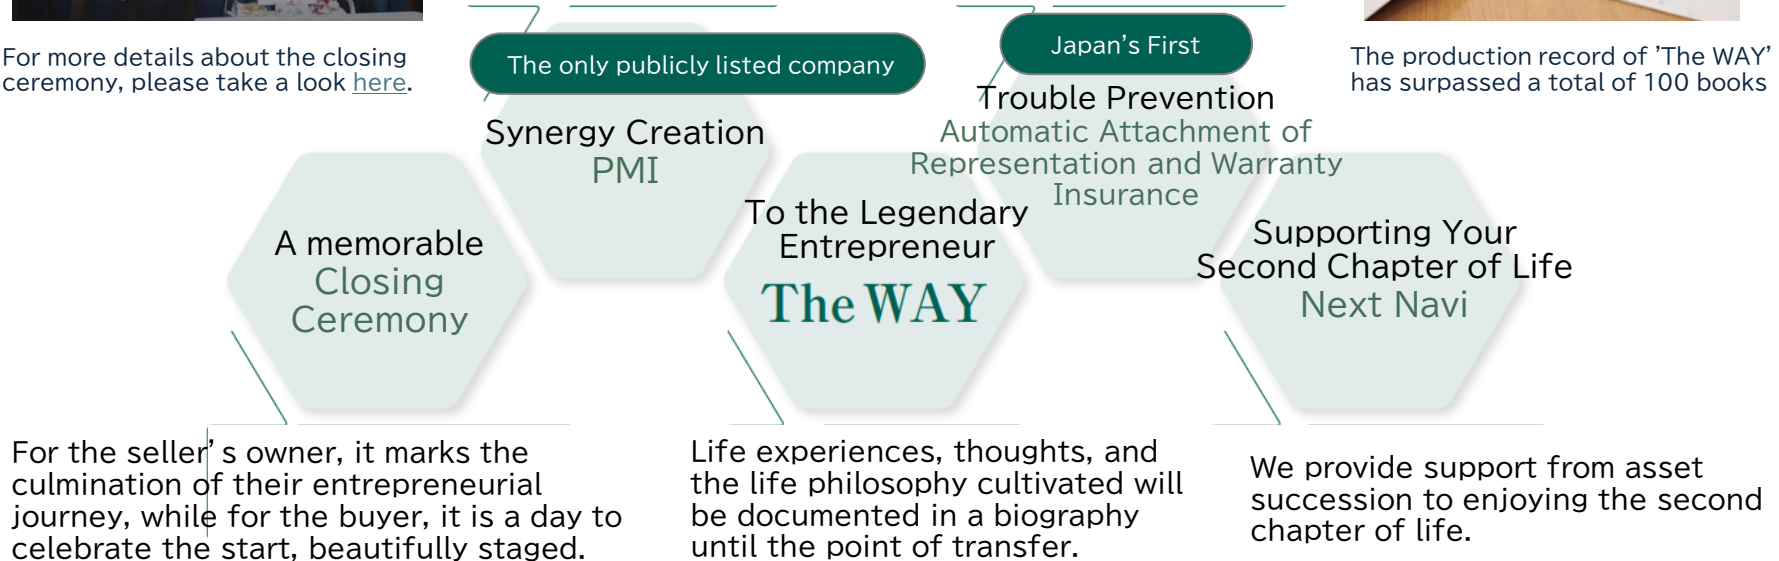 For more details about the closing
ceremony, please take a look here.
The only publicly listed company
Synergy Creation
PMI
Japan's First
Trouble Prevention
Automatic Attachment of
Representation and Warranty
Insurance
The production record of 'The WAY'
has surpassed a total of 100 books
A memorable
Closing
Ceremony
To the Legendary
Entrepreneur
The WAY
Supporting Your
Second Chapter of Life
Next Navi
For the seller's owner, it marks the
culmination of their entrepreneurial
journey, while for the buyer, it is a day to
celebrate the start, beautifully staged.
Life experiences, thoughts, and
the life philosophy cultivated will
be documented in a biography
until the point of transfer.
We provide support from asset
succession to enjoying the second
chapter of life.